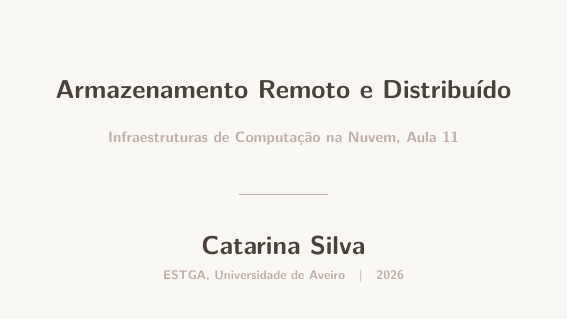 Armazenamento Remoto e Distribuído
Infraestruturas de Computação na Nuvem, Aula 11
Catarina Silva
ESTGA, Universidade de Aveiro | 2026